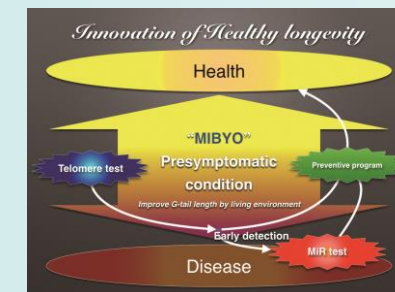 Innovation of Healthy longevity
Health
"MIBYO"
Presymptomatic
condition
Improve G-tail length by living environment
Telomere test
Preventive program
Early detection
MiR test
Disease